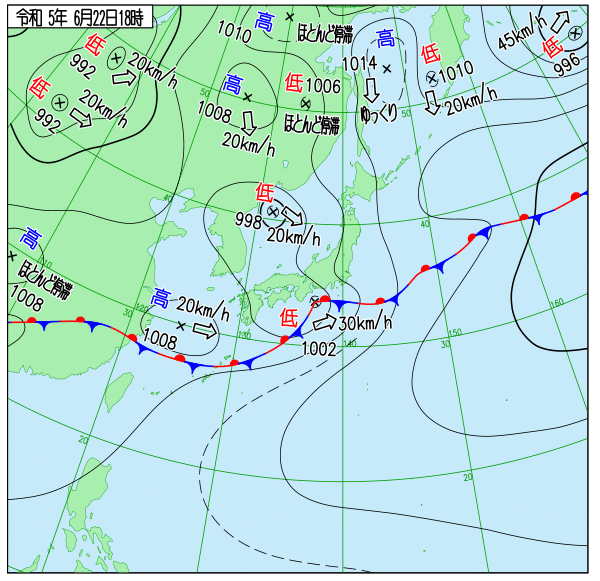 令和 5年 6月22日18時
高
1010
ほとんど停滞
高
1014
ゆっくり
低
1010
20km/h
45km/h
低
996
低
992
20km/h
低
992
20km/h
高
1008
20km/h
低
1006
ほとんど停滞
50
50
40
低
998
20km/h
40
高
ほとんど停滞
1008
110
30
120
高
20km/h
1008
130
低
1002
30km/h
140
30
150
160
20
20